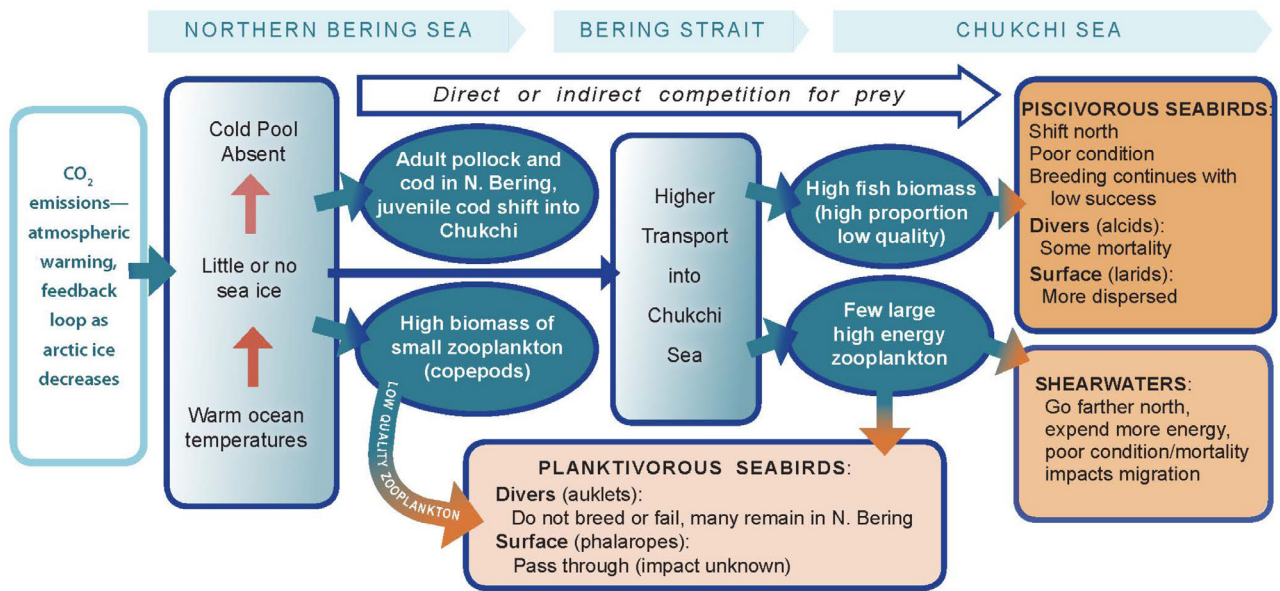 NORTHERN BERING SEA
BERING STRAIT
CHUKCHI SEA
CO2
emissions—
atmospheric
warming,
feedback
loop as
arctic ice
decreases
Cold Pool
Absent
Little or no
sea ice
Warm ocean
temperatures
Direct or indirect competition for prey
Adult pollock and
cod in N. Bering,
juvenile cod shift into
Chukchi
High biomass of
small zooplankton
(copepods)
LOW QUALITY ZOOPLANKTON
Higher
Transport
into
Chukchi
Sea
High fish biomass
(high proportion
low quality)
Few large
high energy
zooplankton
PISCIVOROUS SEABIRDS:
Shift north
Poor condition
Breeding continues with
low success
Divers (alcids):
Some mortality
Surface (larids):
More dispersed
SHEARWATERS:
Go farther north,
expend more energy,
poor condition/mortality
impacts migration
PLANKTIVOROUS SEABIRDS:
Divers (auklets):
Do not breed or fail, many remain in N. Bering
Surface (phalaropes):
Pass through (impact unknown)